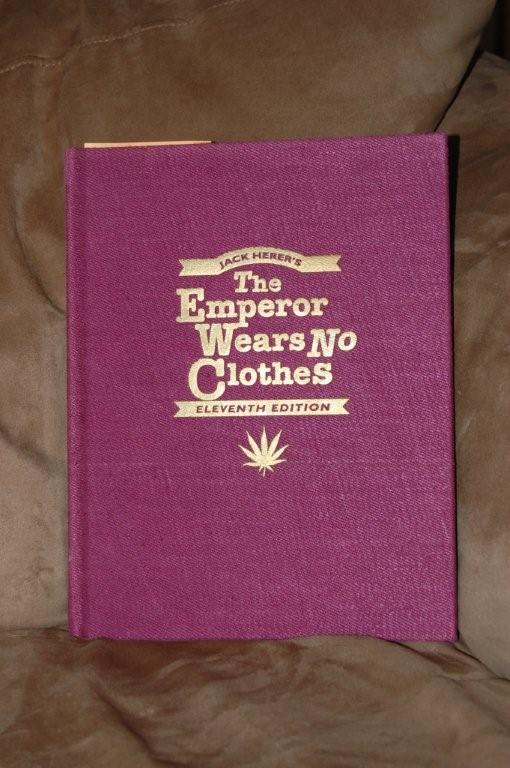 JACK HERER'S
The
Emperor
Wears No
Clothes
ELEVENTH EDITION